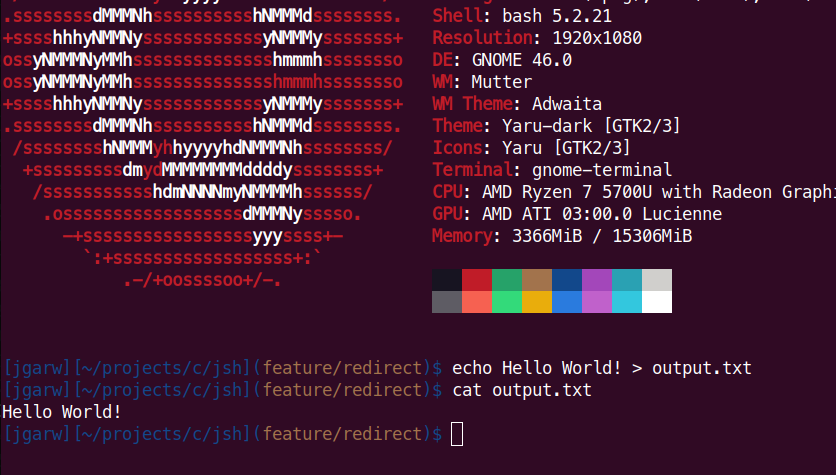 .ssssssssdMMMNhsssssssssshNMMMdssssssss.
Shell: bash 5.2.21
+sssshhhyNMMNyssssssssssssyNMMMysssssss+
Resolution: 1920x1080
ossyNMMMNyMMhsssssssssssssshmmmhssssssso
DE: GNOME 46.0
ossyNMMMNyMMhsssssssssssssshmmmhssssssso
WM: Mutter
+sssshhhyNMMNyssssssssssssyNMMMysssssss+
WM Theme: Adwaita
.ssssssssdMMMNhsssssssssshNMMMdssssssss.
Theme: Yaru-dark [GTK2/3]
/sssssssshNMMMyhhyyyyhdNMMMNhssssssss/
Icons: Yaru [GTK2/3]
+sssssssssdmydMMMMMMMMddddyssssssss+
Terminal: gnome-terminal
/ssssssssssshdmNNNNmyNMMMMhssssss/
CPU: AMD Ryzen 7 5700U with Radeon Graphi
.ossssssssssssssssssdMMMNysssso.
GPU: AMD ATI 03:00.0 Lucienne
-+sssssssssssssssssyyyssss+-
Memory: 3366MiB / 15306MiB
`:+ssssssssssssssssss+:`
.-/+oossssoo+/-.
[jgarw][~/projects/c/jsh](feature/redirect)$ echo Hello World! > output.txt
[jgarw][~/projects/c/jsh](feature/redirect)$ cat output.txt
Hello World!
[jgarw][~/projects/c/jsh](feature/redirect)$